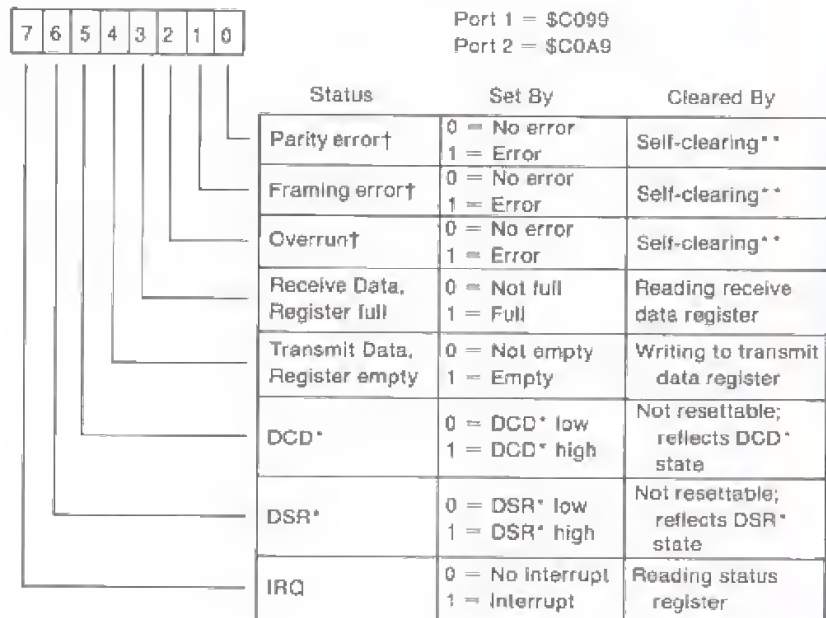 Port 1 = $C099
Port 2 = $C0A9
7 6 5 4 3 2 1 0
Status Set By Cleared By
Parity error† 0 = No error Self-clearing**
1 = Error
Framing error† 0 = No error Self-clearing**
1 = Error
Overrun† 0 = No error Self-clearing**
1 = Error
Receive Data, 0 = Not full Reading receive
Register full 1 = Full data register
Transmit Data, 0 = Not empty Writing to transmit
Register empty 1 = Empty data register
DCD* 0 = DCD* low Not resettable;
1 = DCD* high reflects DCD*
state
DSR* 0 = DSR* low Not resettable;
1 = DSR* high reflects DSR*
state
IRQ 0 = No interrupt Reading status
1 = Interrupt register